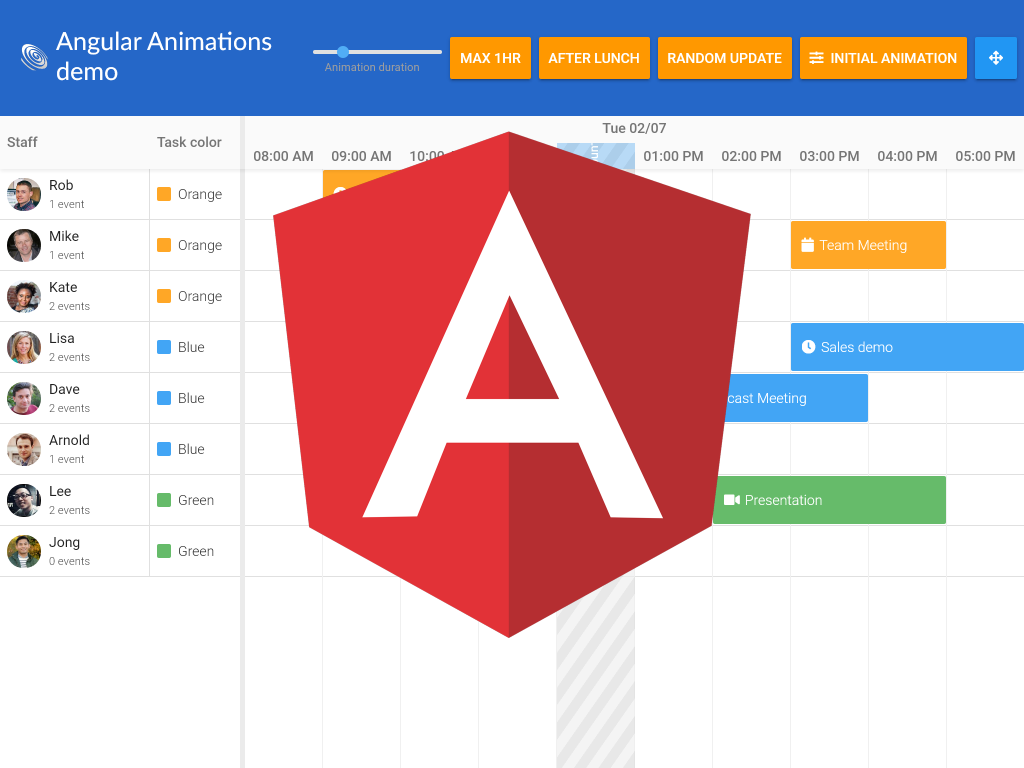 Angular Animations
demo
Animation duration
MAX 1HR
AFTER LUNCH
RANDOM UPDATE
INITIAL ANIMATION
Staff
Task color
Tue 02/07
08:00 AM
09:00 AM
10:00
01:00 PM
02:00 PM
03:00 PM
04:00 PM
05:00 PM
Rob
1 event
Orange
Mike
1 event
Orange
Team Meeting
Kate
2 events
Orange
Lisa
2 events
Blue
Sales demo
Dave
2 events
Blue
cast Meeting
Arnold
1 event
Blue
Lee
2 events
Green
Presentation
Jong
0 events
Green
A